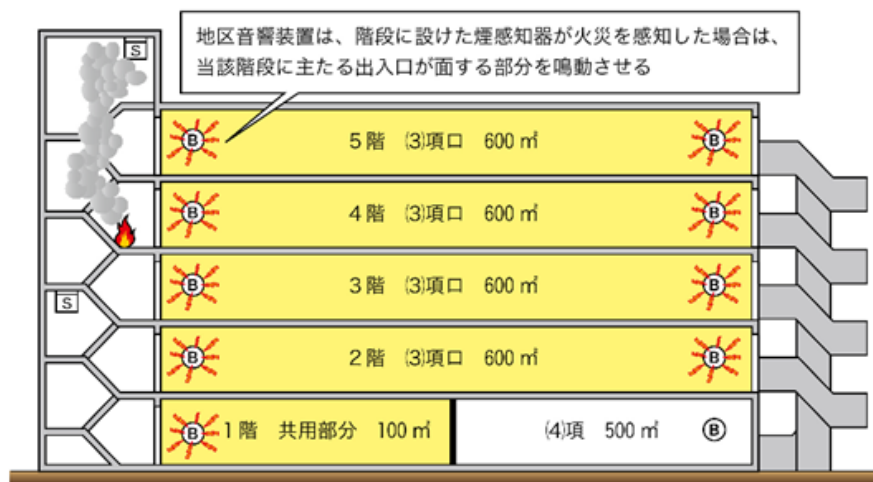 地区音響装置は、階段に設けた煙感知器が火災を感知した場合は、
当該階段に主たる出入口が面する部分を鳴動させる
S
B 5階 ⑶項ロ 600㎡ B
B 4階 ⑶項ロ 600㎡ B
B 3階 ⑶項ロ 600㎡ B
S
B 2階 ⑶項ロ 600㎡ B
B 1階 共用部分 100㎡ ⑷項 500㎡ B